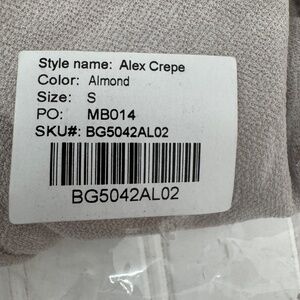 Style name: Alex Crepe
Color: Almond
Size: S
PO: MB014
SKU#: BG5042AL02
BG5042AL02